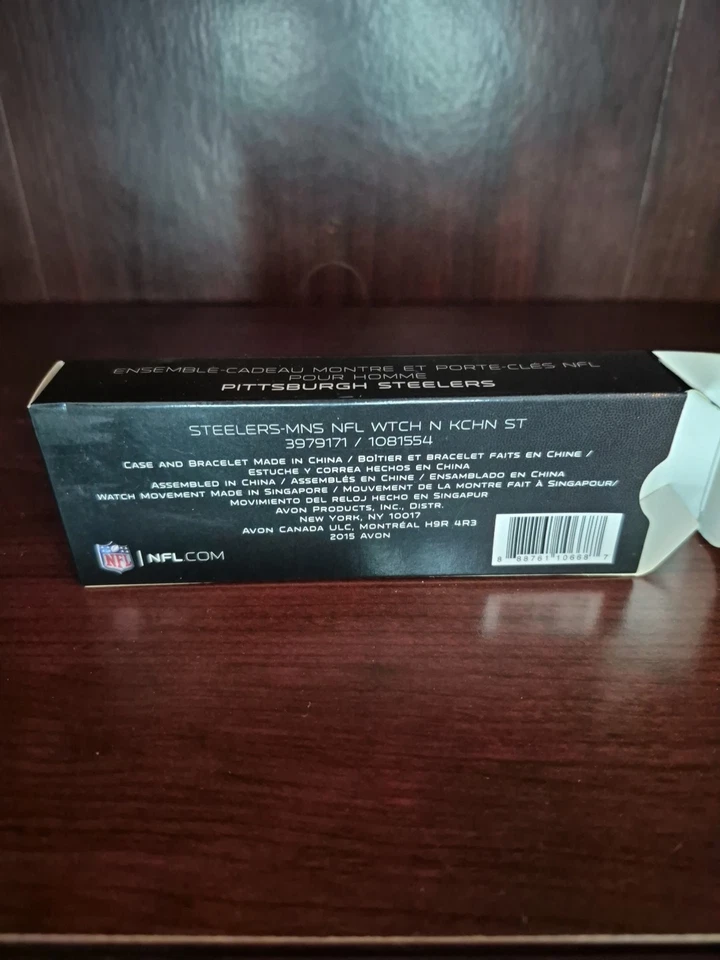 ENSEMBLE-CADEAU MONTRE ET PORTE-CLÉS NFL
POUR HOMME
PITTSBURGH STEELERS
STEELERS-MNS NFL WTCH N KCHN ST
3979171 / 1081554
CASE AND BRACELET MADE IN CHINA / BOÎTIER ET BRACELET FAITS EN CHINE /
ESTUCHE Y CORREA HECHOS EN CHINA
ASSEMBLED IN CHINA / ASSEMBLÉS EN CHINE / ENSAMBLADO EN CHINA
WATCH MOVEMENT MADE IN SINGAPORE / MOUVEMENT DE LA MONTRE FAIT À SINGAPOUR/
MOVIMIENTO DEL RELOJ HECHO EN SINGAPUR
AVON PRODUCTS, INC., DISTR.
NEW YORK, NY 10017
AVON CANADA ULC, MONTRÉAL H9R 4R3
2015 AVON
NFL | NFL.COM
8 88761 10668 7